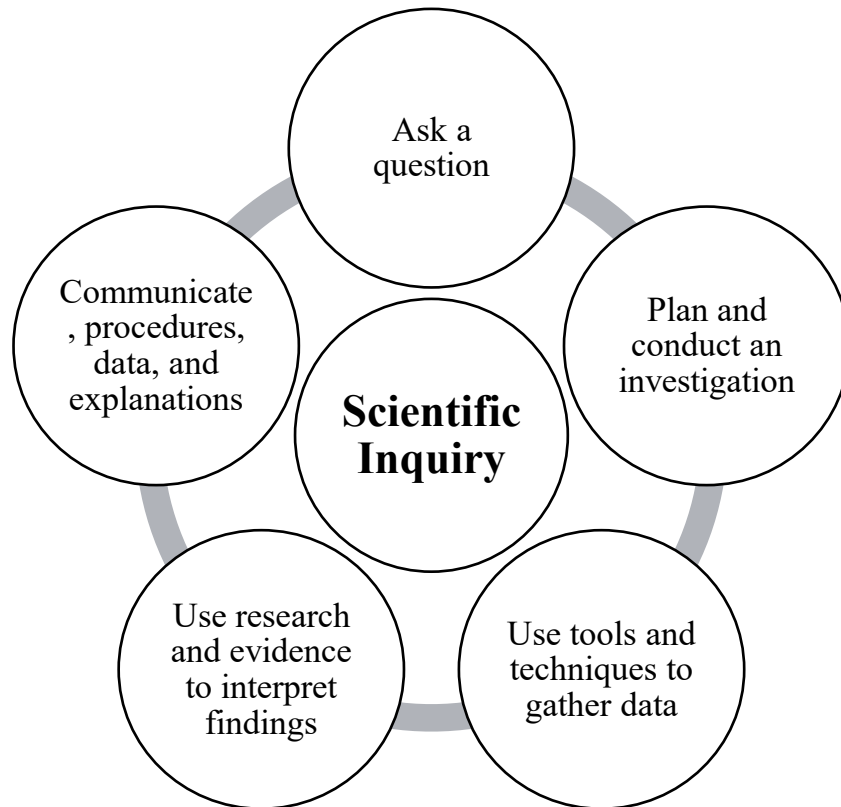 Ask a
question
Plan and
conduct an
investigation
Use tools and
techniques to
gather data
Use research
and evidence
to interpret
findings
Communicate
, procedures,
data, and
explanations
Scientific
Inquiry